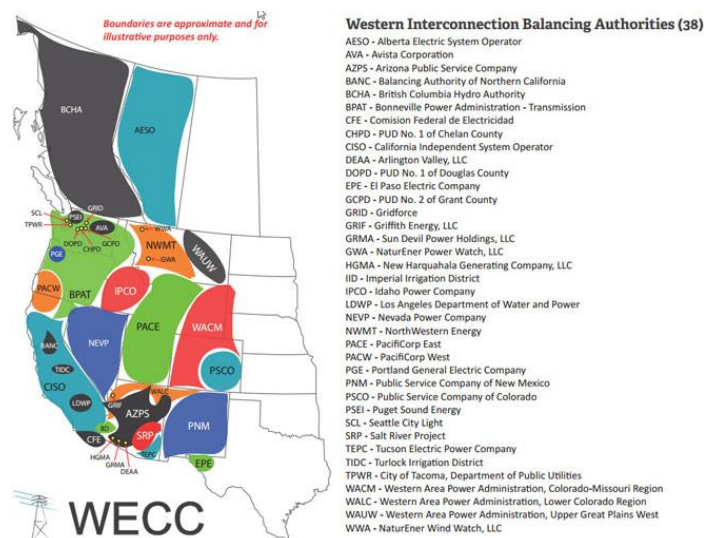 Boundaries are approximate and for
illustrative purposes only.
BCHA
AESO
SCL
PSEI
GRID
TPWR
AVA
DOPD
CHPD
GCPD
WWA
NWMT
GWA
WAUW
PGE
PACW
BPAT
IPCO
PACE
WACM
NEVP
BANC
TIDC
CISO
PSCO
LDWP
GRIF
WALC
AZPS
IID
CFE
SRP
PNM
HGMA
GRMA
DEAA
TEPC
EPE
WECC
Western Interconnection Balancing Authorities (38)
AESO - Alberta Electric System Operator
AVA - Avista Corporation
AZPS - Arizona Public Service Company
BANC - Balancing Authority of Northern California
BCHA - British Columbia Hydro Authority
BPAT - Bonneville Power Administration - Transmission
CFE - Comision Federal de Electricidad
CHPD - PUD No. 1 of Chelan County
CISO - California Independent System Operator
DEAA - Arlington Valley, LLC
DOPD - PUD No. 1 of Douglas County
EPE - El Paso Electric Company
GCPD - PUD No. 2 of Grant County
GRID - Gridforce
GRIF - Griffith Energy, LLC
GRMA - Sun Devil Power Holdings, LLC
GWA - NaturEner Power Watch, LLC
HGMA - New Harquahala Generating Company, LLC
IID - Imperial Irrigation District
IPCO - Idaho Power Company
LDWP - Los Angeles Department of Water and Power
NEVP - Nevada Power Company
NWMT - NorthWestern Energy
PACE - PacifiCorp East
PACW - PacifiCorp West
PGE - Portland General Electric Company
PNM - Public Service Company of New Mexico
PSCO - Public Service Company of Colorado
PSEI - Puget Sound Energy
SCL - Seattle City Light
SRP - Salt River Project
TEPC - Tucson Electric Power Company
TIDC - Turlock Irrigation District
TPWR - City of Tacoma, Department of Public Utilities
WACM - Western Area Power Administration, Colorado-Missouri Region
WALC - Western Area Power Administration, Lower Colorado Region
WAUW - Western Area Power Administration, Upper Great Plains West
WWA - NaturEner Wind Watch, LLC